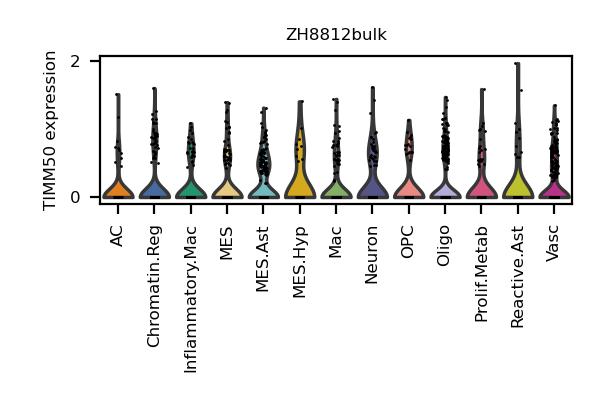 ZH8812bulk
TIMM50 expression
2
0
AC
Chromatin.Reg
Inflammatory.Mac
MES
MES.Ast
MES.Hyp
Mac
Neuron
OPC
Oligo
Prolif.Metab
Reactive.Ast
Vasc